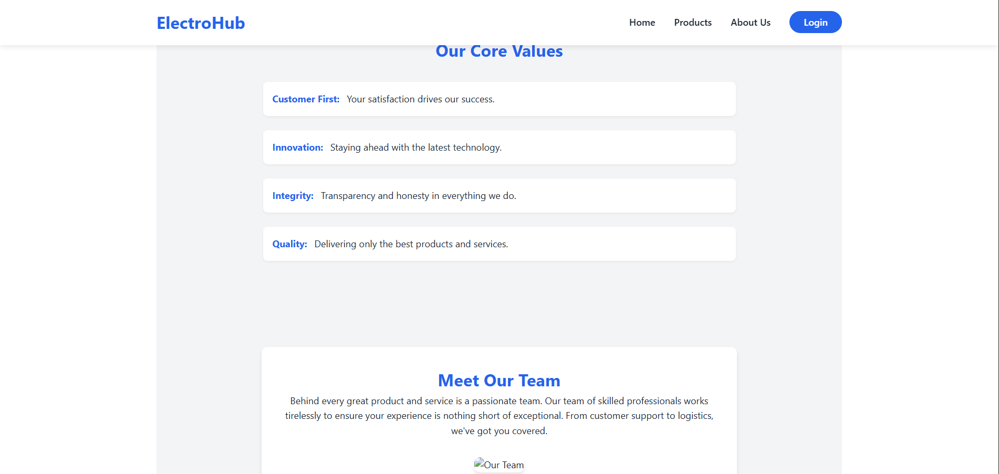 ElectroHub
Home
Products
About Us
Login
Our Core Values
Customer First: Your satisfaction drives our success.
Innovation: Staying ahead with the latest technology.
Integrity: Transparency and honesty in everything we do.
Quality: Delivering only the best products and services.
Meet Our Team
Behind every great product and service is a passionate team. Our team of skilled professionals works
tirelessly to ensure your experience is nothing short of exceptional. From customer support to logistics,
we've got you covered.
Our Team